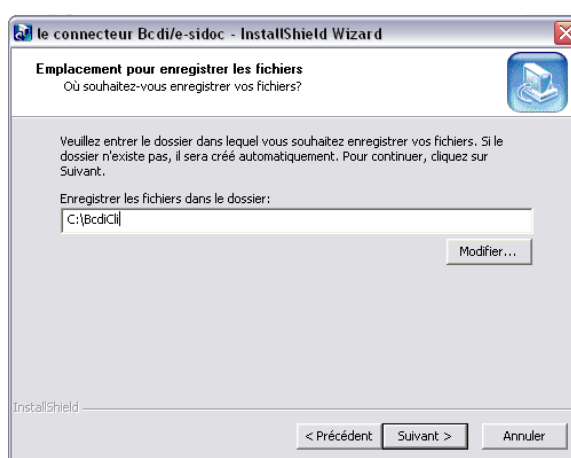 le connecteur Bcdi/e-sidoc - InstallShield Wizard
Emplacement pour enregistrer les fichiers
Où souhaitez-vous enregistrer vos fichiers?
Veuillez entrer le dossier dans lequel vous souhaitez enregistrer vos fichiers. Si le
dossier n'existe pas, il sera créé automatiquement. Pour continuer, cliquez sur
Suivant.
Enregistrer les fichiers dans le dossier:
C:\BcdiCli
Modifier...
InstallShield
< Précédent Suivant > Annuler